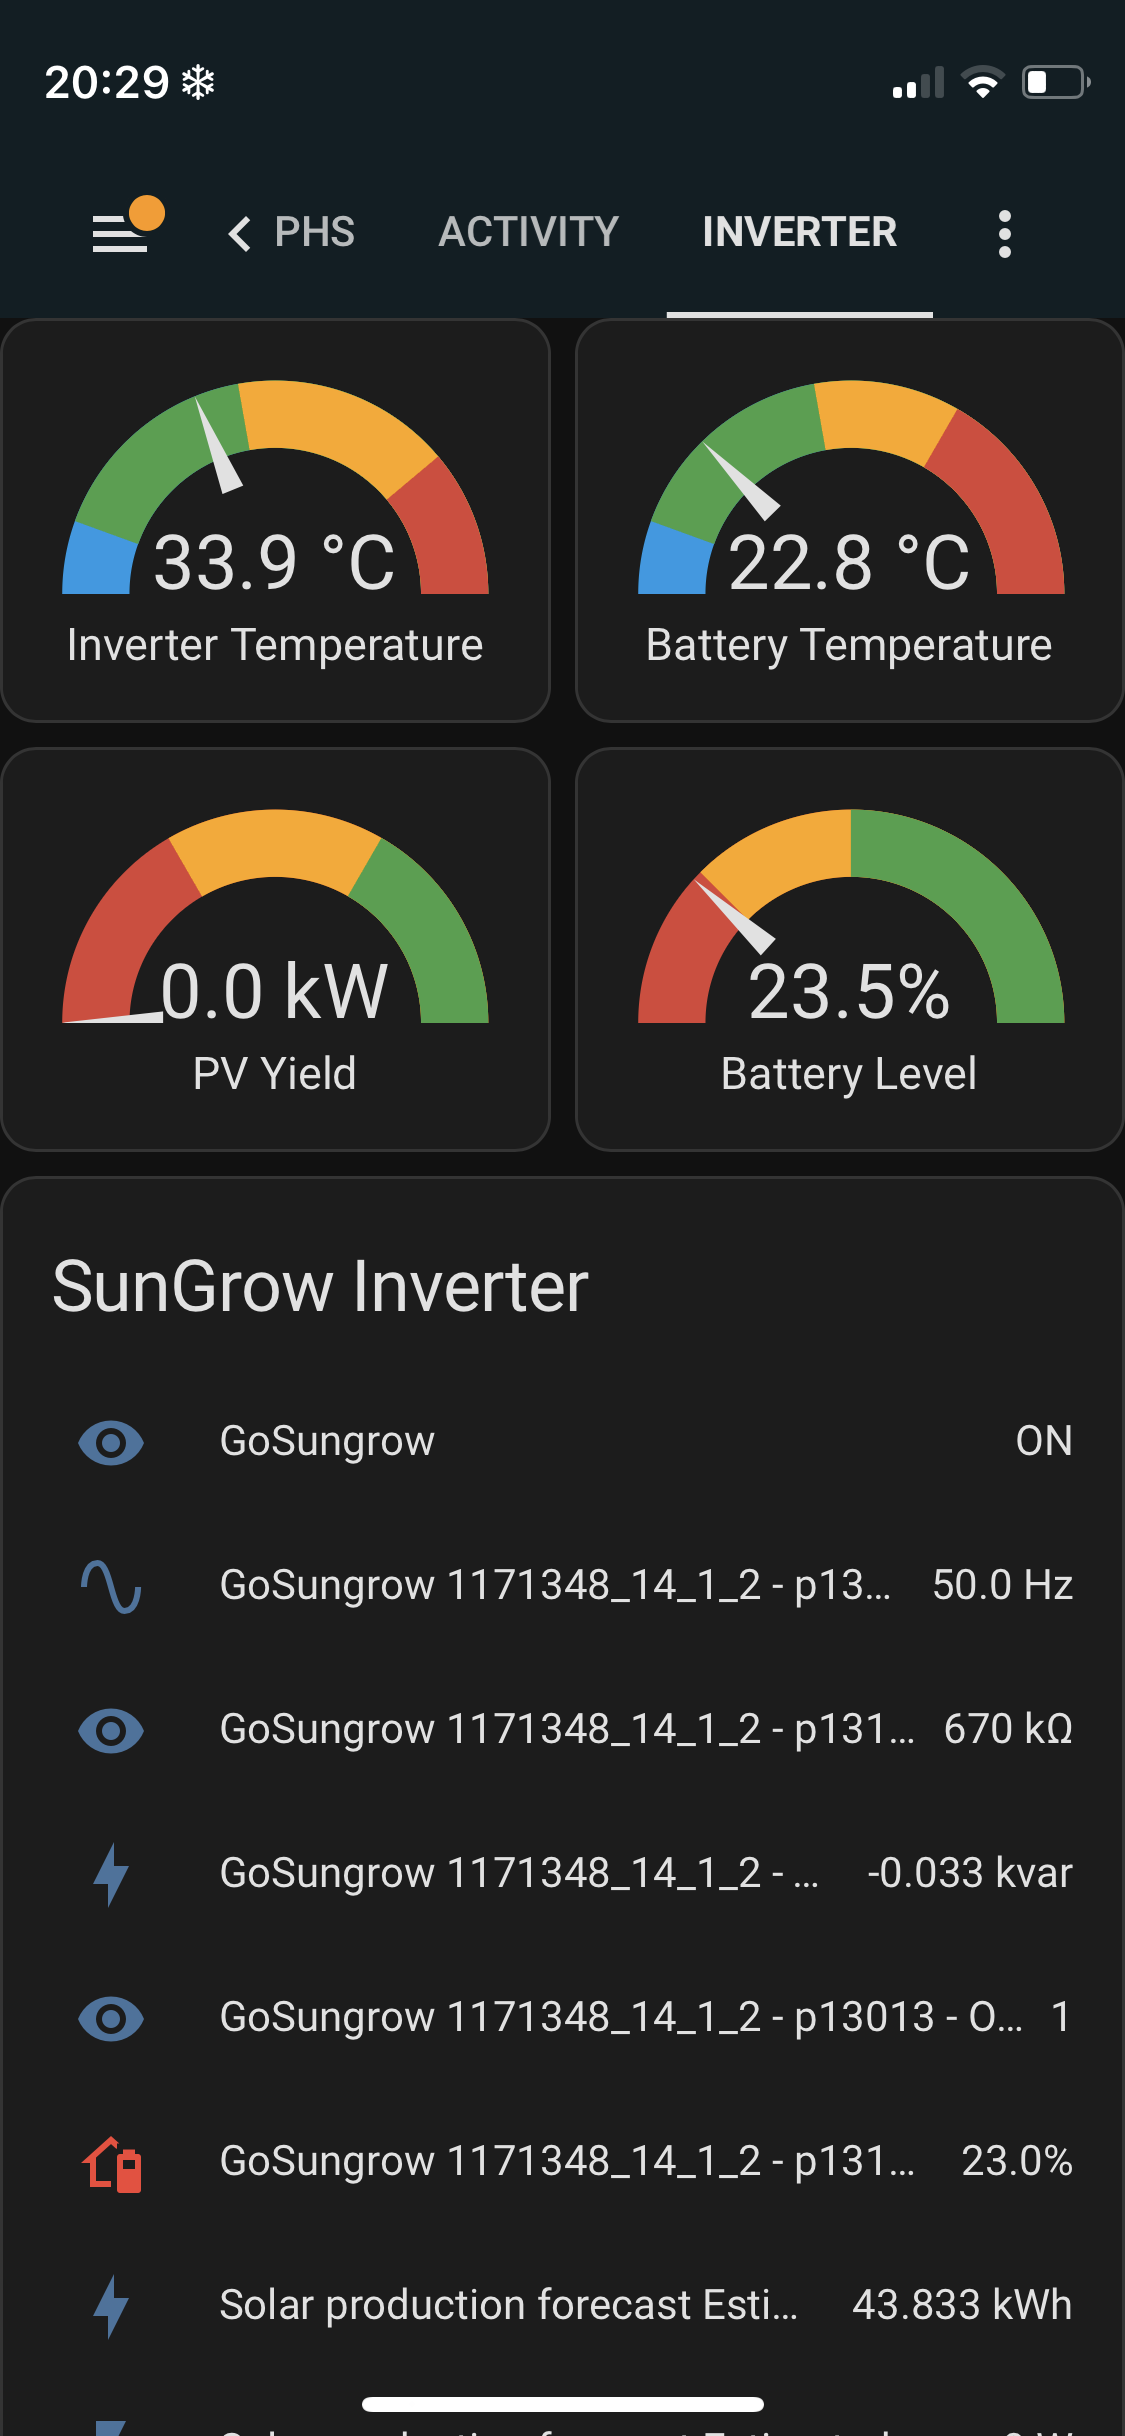 20:29
PHS ACTIVITY INVERTER
33.9 °C
Inverter Temperature
22.8 °C
Battery Temperature
0.0 kW
PV Yield
23.5%
Battery Level
SunGrow Inverter
GoSungrow ON
GoSungrow 1171348_14_1_2 - p13... 50.0 Hz
GoSungrow 1171348_14_1_2 - p131... 670 kΩ
GoSungrow 1171348_14_1_2 - ... -0.033 kvar
GoSungrow 1171348_14_1_2 - p13013 - O... 1
GoSungrow 1171348_14_1_2 - p131... 23.0%
Solar production forecast Esti... 43.833 kWh